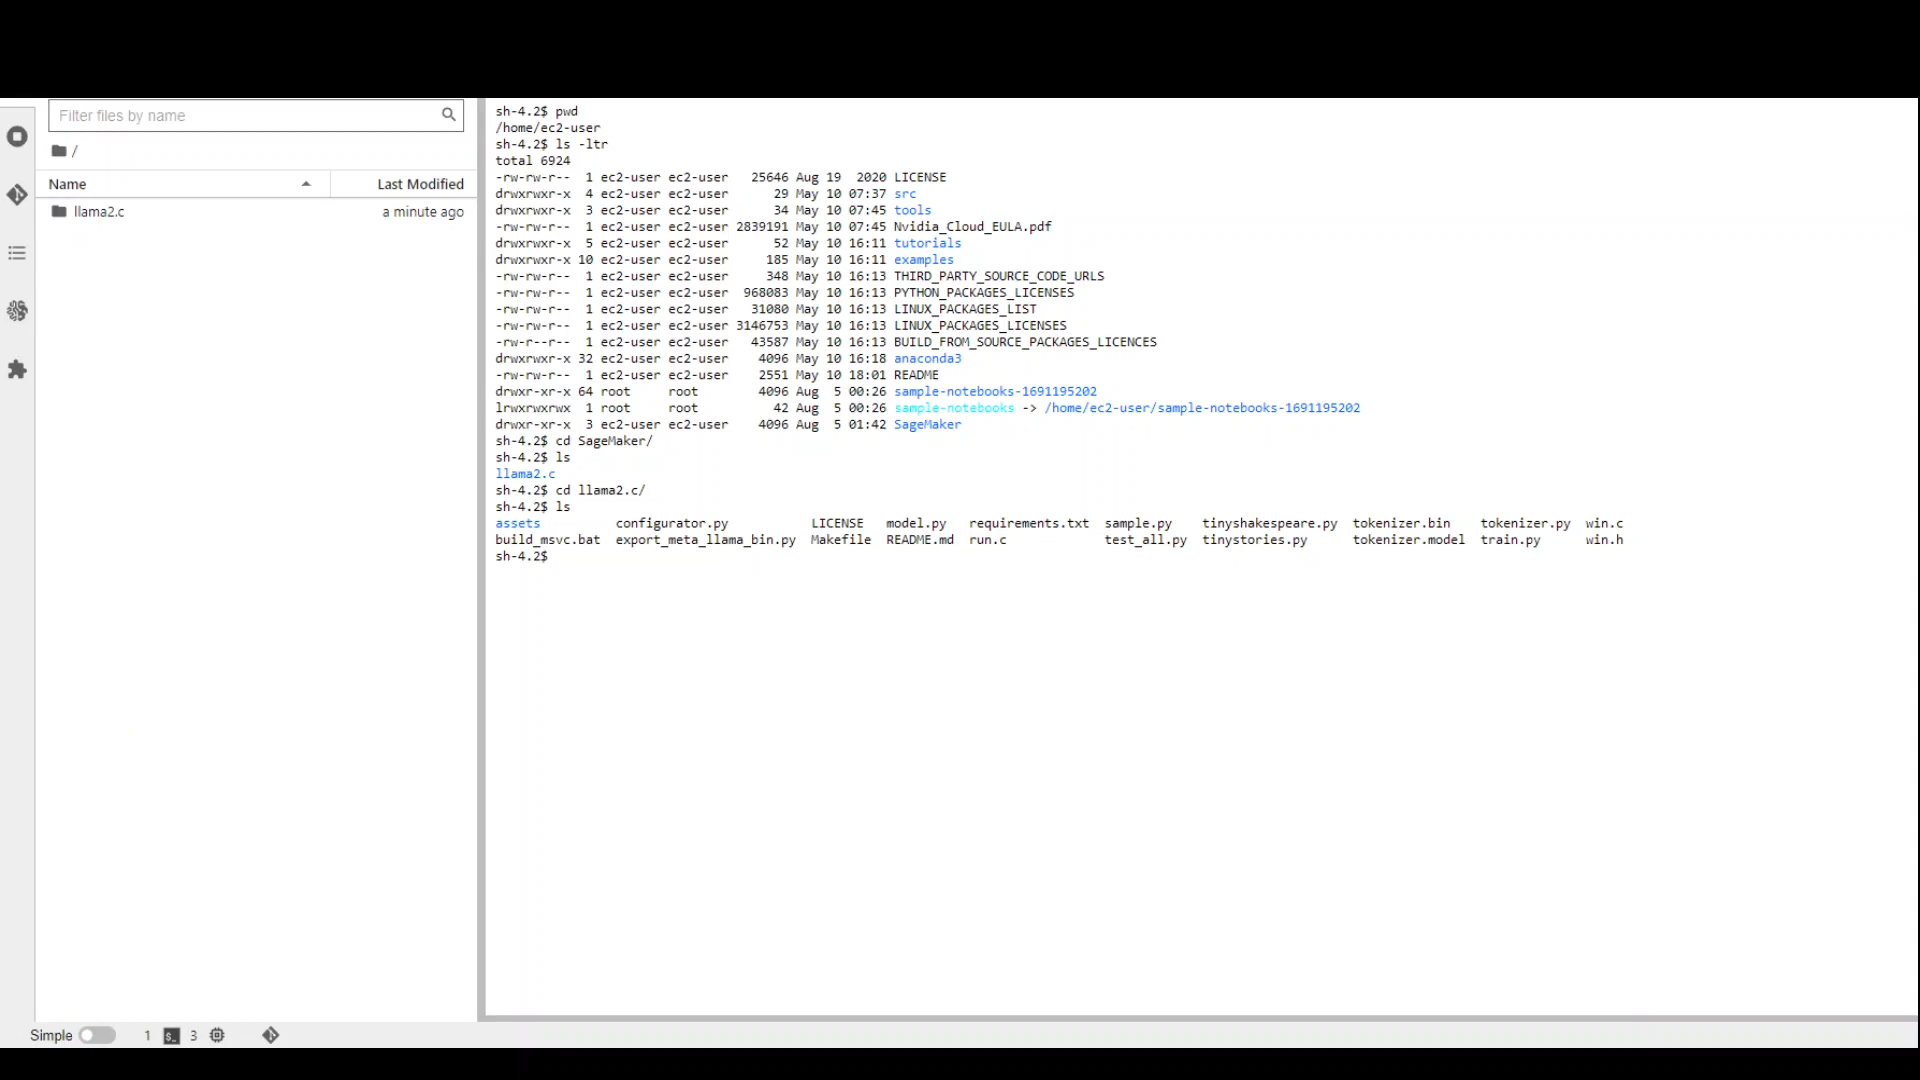 Filter files by name
/
Name Last Modified
llama2.c a minute ago
Simple 1 $_ 3
sh-4.2$ pwd
/home/ec2-user
sh-4.2$ ls -ltr
total 6924
-rw-rw-r--  1 ec2-user ec2-user   25646 Aug 19  2020 LICENSE
drwxrwxr-x  4 ec2-user ec2-user      29 May 10 07:37 src
drwxrwxr-x  3 ec2-user ec2-user      34 May 10 07:45 tools
-rw-rw-r--  1 ec2-user ec2-user 2839191 May 10 07:45 Nvidia_Cloud_EULA.pdf
drwxrwxr-x  5 ec2-user ec2-user      52 May 10 16:11 tutorials
drwxrwxr-x 10 ec2-user ec2-user     185 May 10 16:11 examples
-rw-rw-r--  1 ec2-user ec2-user     348 May 10 16:13 THIRD_PARTY_SOURCE_CODE_URLS
-rw-rw-r--  1 ec2-user ec2-user  968083 May 10 16:13 PYTHON_PACKAGES_LICENSES
-rw-rw-r--  1 ec2-user ec2-user   31080 May 10 16:13 LINUX_PACKAGES_LIST
-rw-rw-r--  1 ec2-user ec2-user 3146753 May 10 16:13 LINUX_PACKAGES_LICENSES
-rw-r--r--  1 ec2-user ec2-user   43587 May 10 16:13 BUILD_FROM_SOURCE_PACKAGES_LICENCES
drwxrwxr-x 32 ec2-user ec2-user    4096 May 10 16:18 anaconda3
-rw-rw-r--  1 ec2-user ec2-user    2551 May 10 18:01 README
drwxr-xr-x 64 root     root        4096 Aug  5 00:26 sample-notebooks-1691195202
lrwxrwxrwx  1 root     root          42 Aug  5 00:26 sample-notebooks -> /home/ec2-user/sample-notebooks-1691195202
drwxr-xr-x  3 ec2-user ec2-user    4096 Aug  5 01:42 SageMaker
sh-4.2$ cd SageMaker/
sh-4.2$ ls
llama2.c
sh-4.2$ cd llama2.c/
sh-4.2$ ls
assets          configurator.py            LICENSE   model.py   requirements.txt  sample.py    tinyshakespeare.py  tokenizer.bin    tokenizer.py  win.c
build_msvc.bat  export_meta_llama_bin.py  Makefile  README.md  run.c             test_all.py  tinystories.py      tokenizer.model  train.py      win.h
sh-4.2$